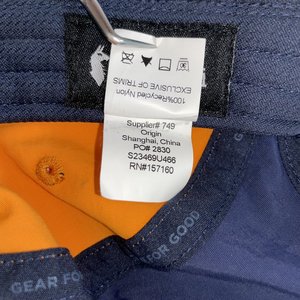 100%Recycled Nylon
EXCLUSIVE OF TRIMS
Supplier# 749
Origin
Shanghai, China
PO# 2830
S23469U466
RN#157160
GEAR FOR GOOD
FOR GOOD